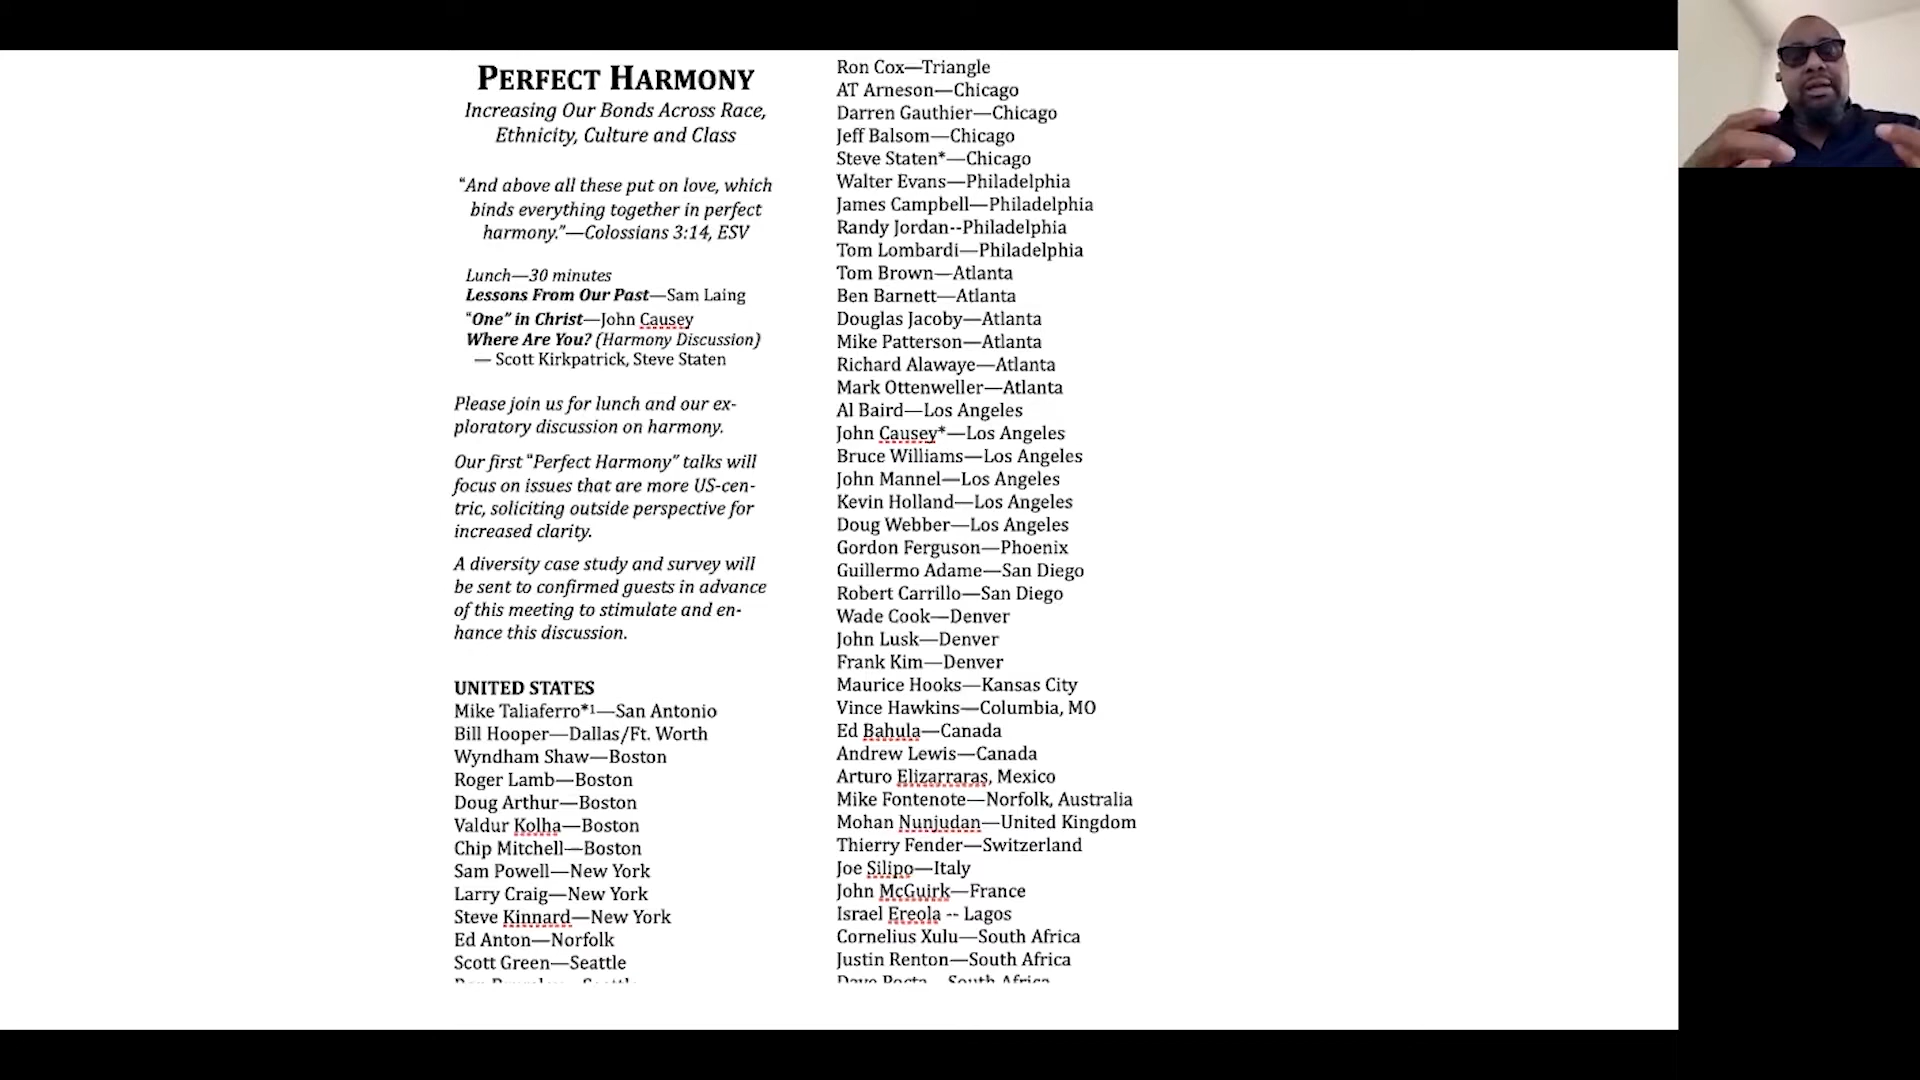 PERFECT HARMONY
Increasing Our Bonds Across Race,
Ethnicity, Culture and Class
“And above all these put on love, which
binds everything together in perfect
harmony.”—Colossians 3:14, ESV
Lunch—30 minutes
Lessons From Our Past—Sam Laing
“One” in Christ—John Causey
Where Are You? (Harmony Discussion)
— Scott Kirkpatrick, Steve Staten
Please join us for lunch and our ex-
ploratory discussion on harmony.
Our first “Perfect Harmony” talks will
focus on issues that are more US-cen-
tric, soliciting outside perspective for
increased clarity.
A diversity case study and survey will
be sent to confirmed guests in advance
of this meeting to stimulate and en-
hance this discussion.
UNITED STATES
Mike Taliaferro*1—San Antonio
Bill Hooper—Dallas/Ft. Worth
Wyndham Shaw—Boston
Roger Lamb—Boston
Doug Arthur—Boston
Valdur Kolha—Boston
Chip Mitchell—Boston
Sam Powell—New York
Larry Craig—New York
Steve Kinnard—New York
Ed Anton—Norfolk
Scott Green—Seattle
Ron Cox—Triangle
AT Arneson—Chicago
Darren Gauthier—Chicago
Jeff Balsom—Chicago
Steve Staten*—Chicago
Walter Evans—Philadelphia
James Campbell—Philadelphia
Randy Jordan--Philadelphia
Tom Lombardi—Philadelphia
Tom Brown—Atlanta
Ben Barnett—Atlanta
Douglas Jacoby—Atlanta
Mike Patterson—Atlanta
Richard Alawaye—Atlanta
Mark Ottenweller—Atlanta
Al Baird—Los Angeles
John Causey*—Los Angeles
Bruce Williams—Los Angeles
John Mannel—Los Angeles
Kevin Holland—Los Angeles
Doug Webber—Los Angeles
Gordon Ferguson—Phoenix
Guillermo Adame—San Diego
Robert Carrillo—San Diego
Wade Cook—Denver
John Lusk—Denver
Frank Kim—Denver
Maurice Hooks—Kansas City
Vince Hawkins—Columbia, MO
Ed Bahula—Canada
Andrew Lewis—Canada
Arturo Elizarraras, Mexico
Mike Fontenote—Norfolk, Australia
Mohan Nunjudan—United Kingdom
Thierry Fender—Switzerland
Joe Silipo—Italy
John McGuirk—France
Israel Ereola -- Lagos
Cornelius Xulu—South Africa
Justin Renton—South Africa
South Africa